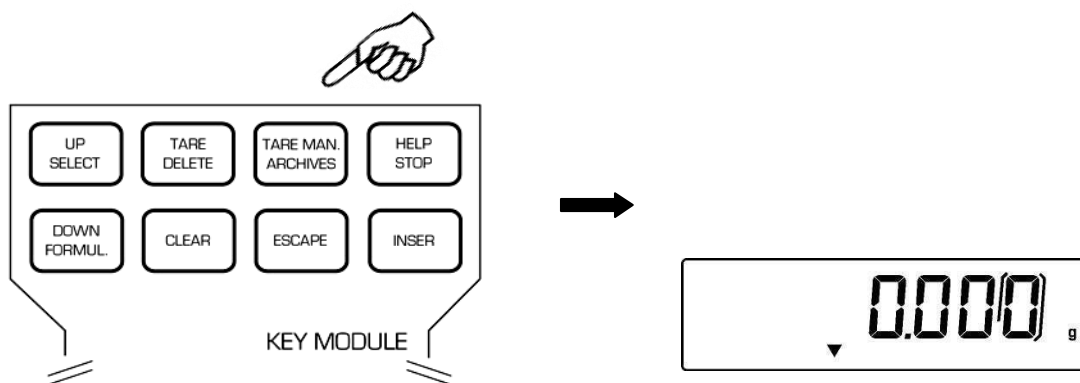 UP
SELECT
TARE
DELETE
TARE MAN.
ARCHIVES
HELP
STOP
DOWN
FORMUL.
CLEAR
ESCAPE
INSER
KEY MODULE
0.000 g